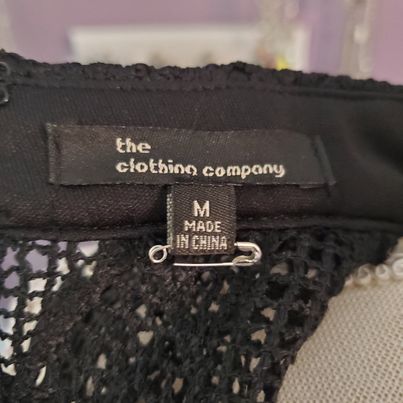 the
clothing company
M
MADE
IN CHINA